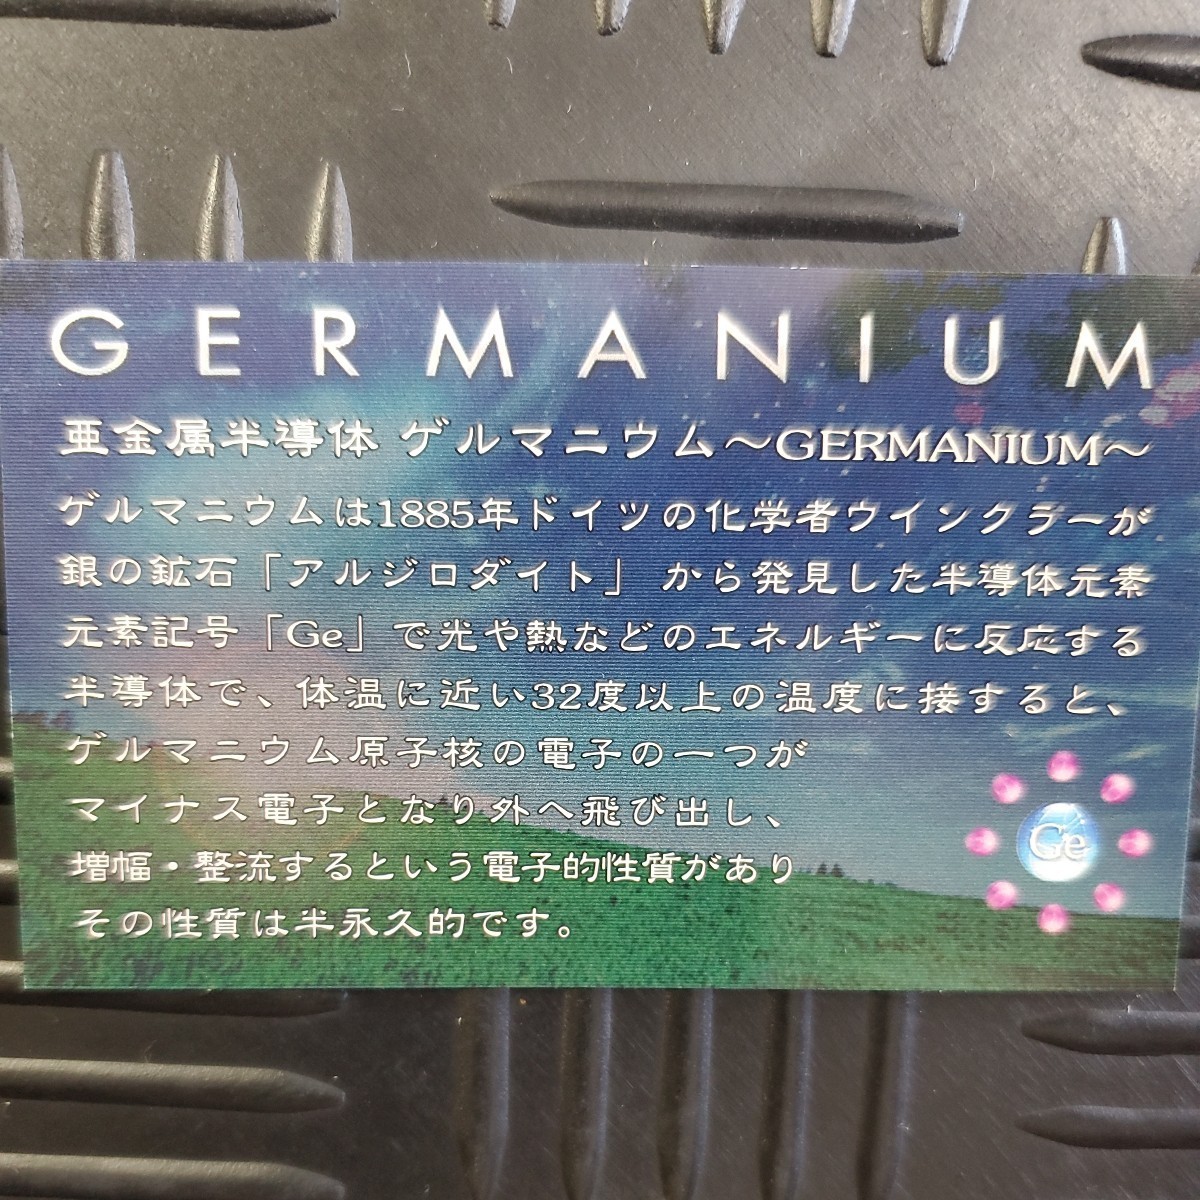 GERMANIUM
亜金属半導体 ゲルマニウム～GERMANIUM～
ゲルマニウムは1885年ドイツの化学者ウインクラーが
銀の鉱石「アルジロダイト」 から発見した半導体元素
元素記号「Ge」で光や熱などのエネルギーに反応する
半導体で、体温に近い32度以上の温度に接すると、
ゲルマニウム原子核の電子の一つが
マイナス電子となり外へ飛び出し、
増幅・整流するという電子的性質があり
その性質は半永久的です。
Ge